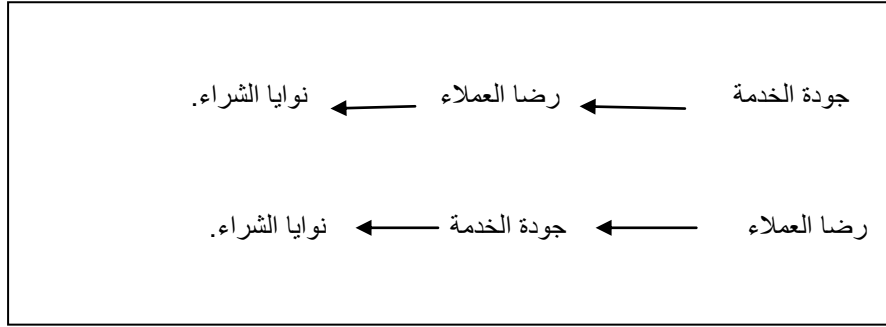 جودة الخدمة رضا العملاء نوايا الشراء.
رضا العملاء جودة الخدمة نوايا الشراء.